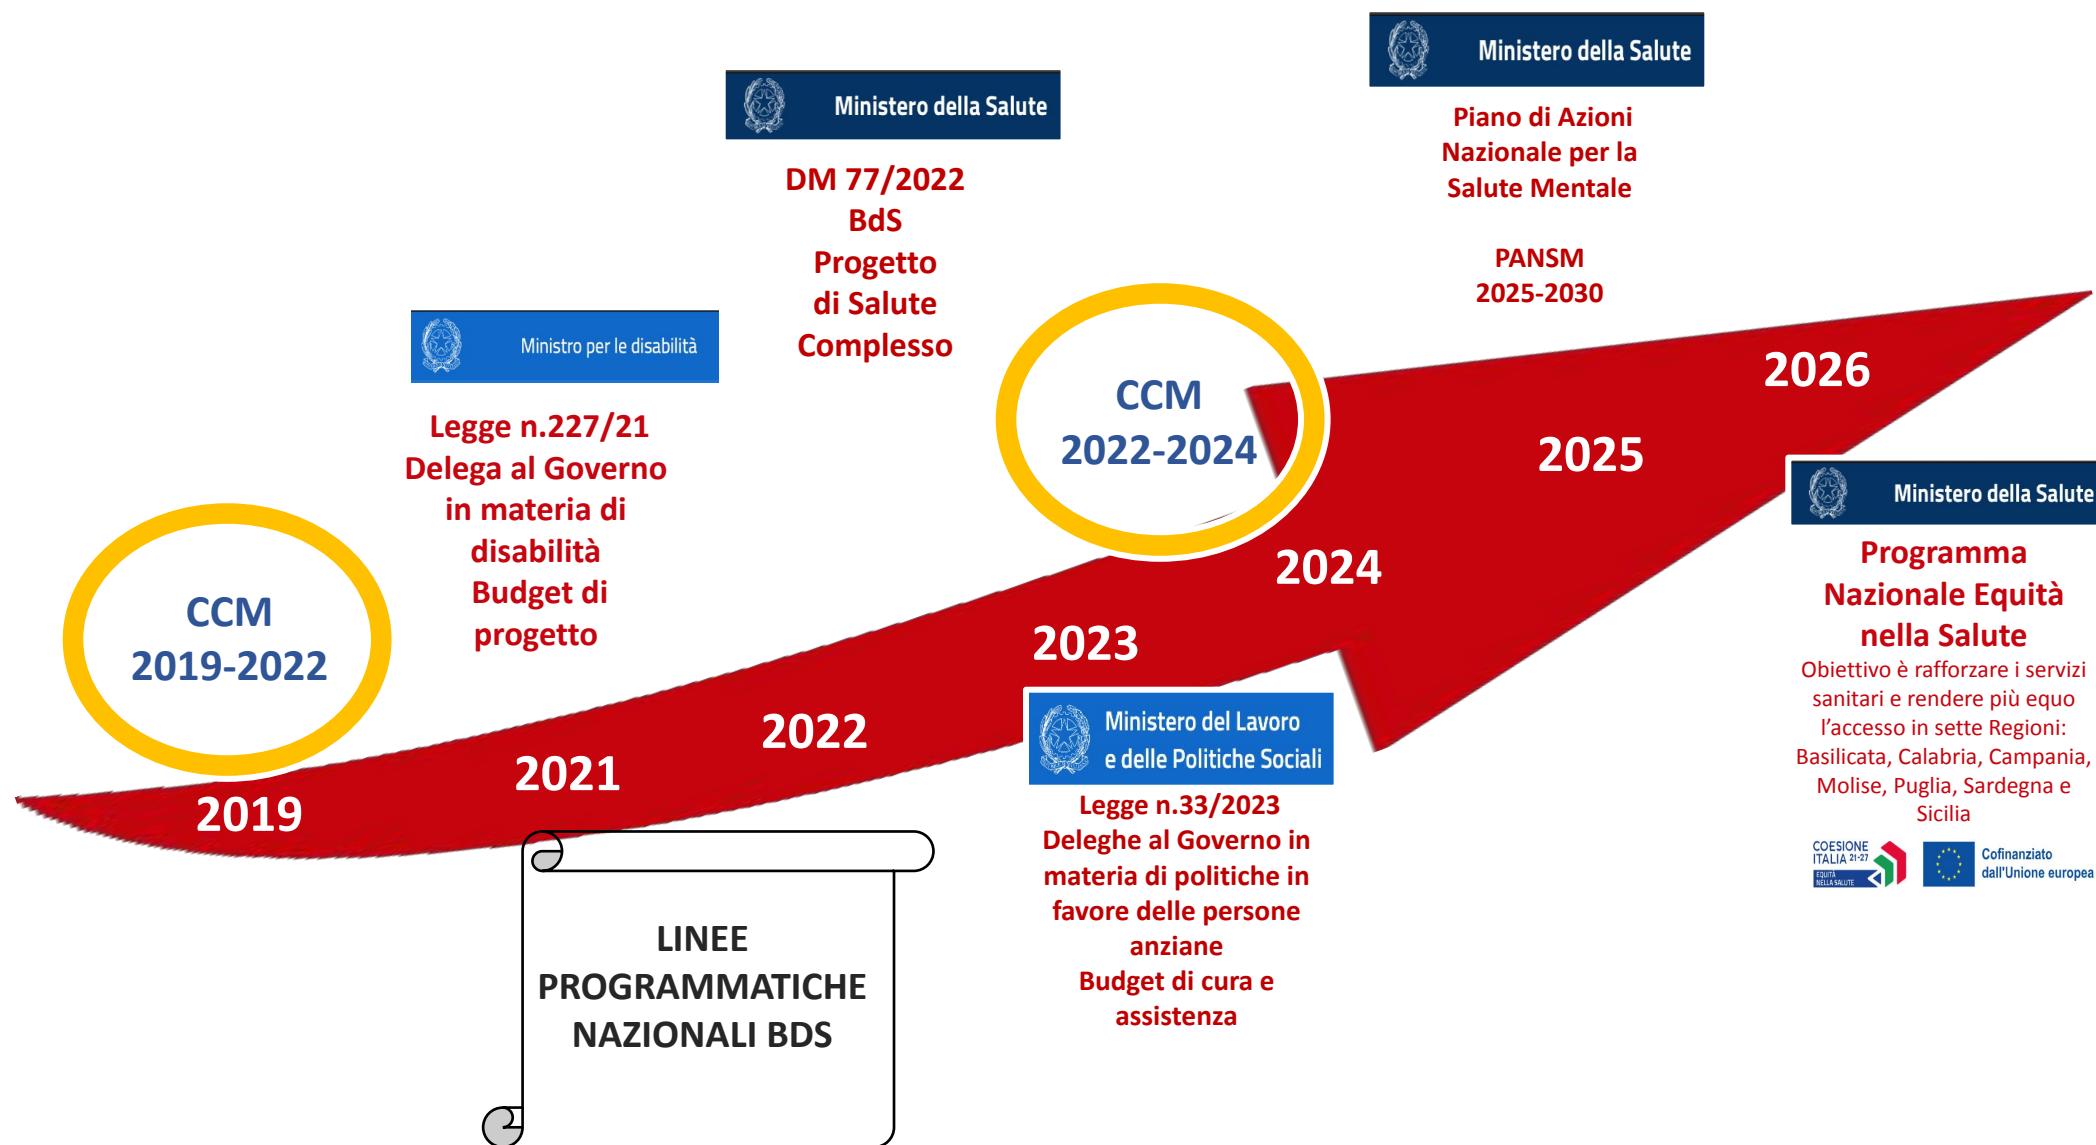 Ministero della Salute
Piano di Azioni
Nazionale per la
Salute Mentale
PANSM
2025-2030
Ministero della Salute
DM 77/2022
BdS
Progetto
di Salute
Complesso
Ministro per le disabilità
Legge n.227/21
Delega al Governo
in materia di
disabilità
Budget di
progetto
CCM
2022-2024
CCM
2019-2022
2019
2021
2022
2023
2024
2025
2026
Ministero della Salute
Programma
Nazionale Equità
nella Salute
Obiettivo è rafforzare i servizi
sanitari e rendere più equo
l'accesso in sette Regioni:
Basilicata, Calabria, Campania,
Molise, Puglia, Sardegna e
Sicilia
COESIONE
ITALIA 21-27
EQUITÀ
NELLA SALUTE
Cofinanziato
dall'Unione europea
Ministero del Lavoro
e delle Politiche Sociali
Legge n.33/2023
Deleghe al Governo in
materia di politiche in
favore delle persone
anziane
Budget di cura e
assistenza
LINEE
PROGRAMMATICHE
NAZIONALI BDS